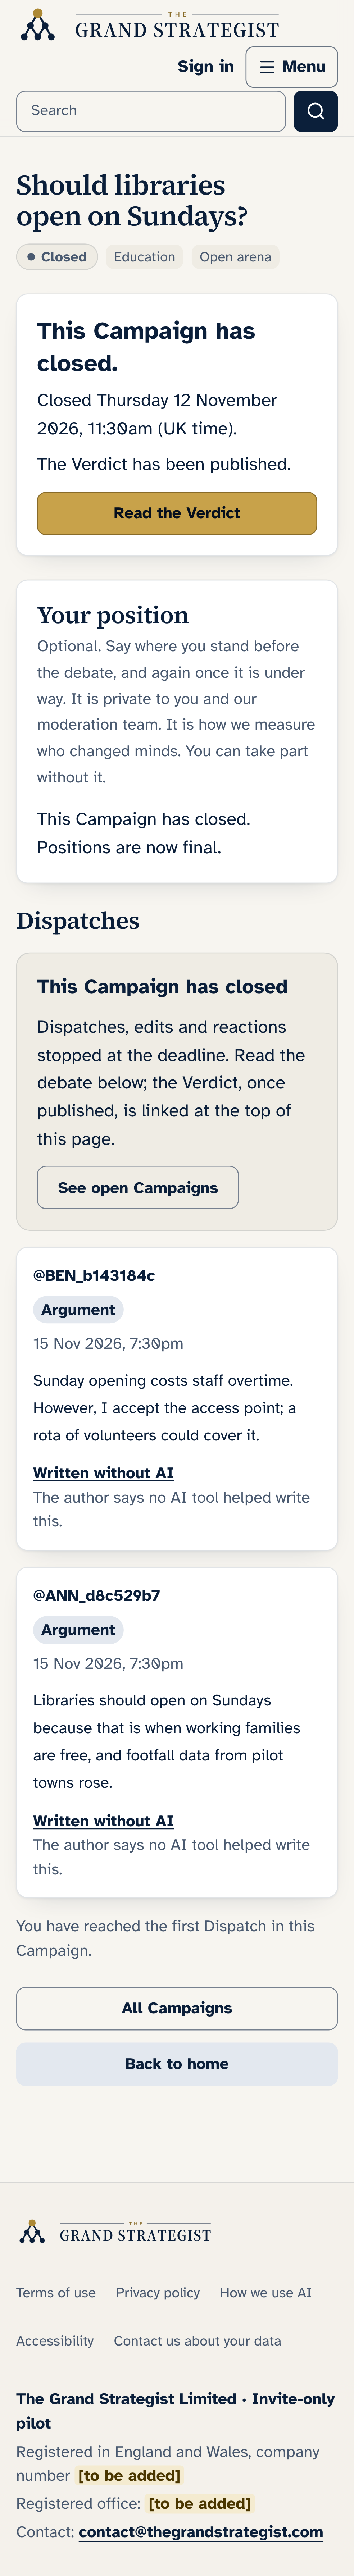 THE
GRAND STRATEGIST
Sign in
Menu
Search
Should libraries
open on Sundays?
Closed
Education
Open arena
This Campaign has
closed.
Closed Thursday 12 November
2026, 11:30am (UK time).
The Verdict has been published.
Read the Verdict
Your position
Optional. Say where you stand before
the debate, and again once it is under
way. It is private to you and our
moderation team. It is how we measure
who changed minds. You can take part
without it.
This Campaign has closed.
Positions are now final.
Dispatches
This Campaign has closed
Dispatches, edits and reactions
stopped at the deadline. Read the
debate below; the Verdict, once
published, is linked at the top of
this page.
See open Campaigns
@BEN_b143184c
Argument
15 Nov 2026, 7:30pm
Sunday opening costs staff overtime.
However, I accept the access point; a
rota of volunteers could cover it.
Written without AI
The author says no AI tool helped write
this.
@ANN_d8c529b7
Argument
15 Nov 2026, 7:30pm
Libraries should open on Sundays
because that is when working families
are free, and footfall data from pilot
towns rose.
Written without AI
The author says no AI tool helped write
this.
You have reached the first Dispatch in this
Campaign.
All Campaigns
Back to home
THE
GRAND STRATEGIST
Terms of use
Privacy policy
How we use AI
Accessibility
Contact us about your data
The Grand Strategist Limited · Invite-only
pilot
Registered in England and Wales, company
number [to be added]
Registered office: [to be added]
Contact: contact@thegrandstrategist.com